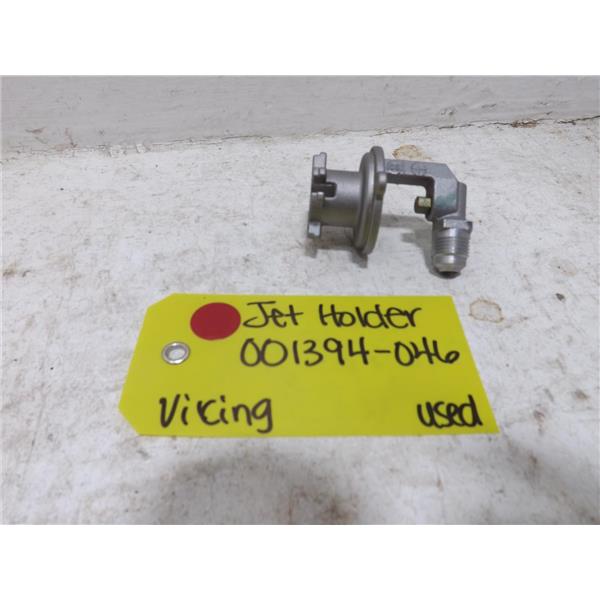 Jet Holder
001394-046
Viking used